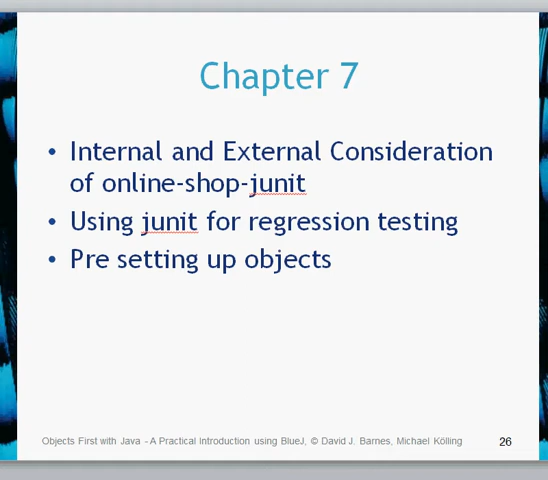 Chapter 7
• Internal and External Consideration
of online-shop-junit
• Using junit for regression testing
• Pre setting up objects
Objects First with Java - A Practical Introduction using BlueJ, © David J. Barnes, Michael Kölling
26